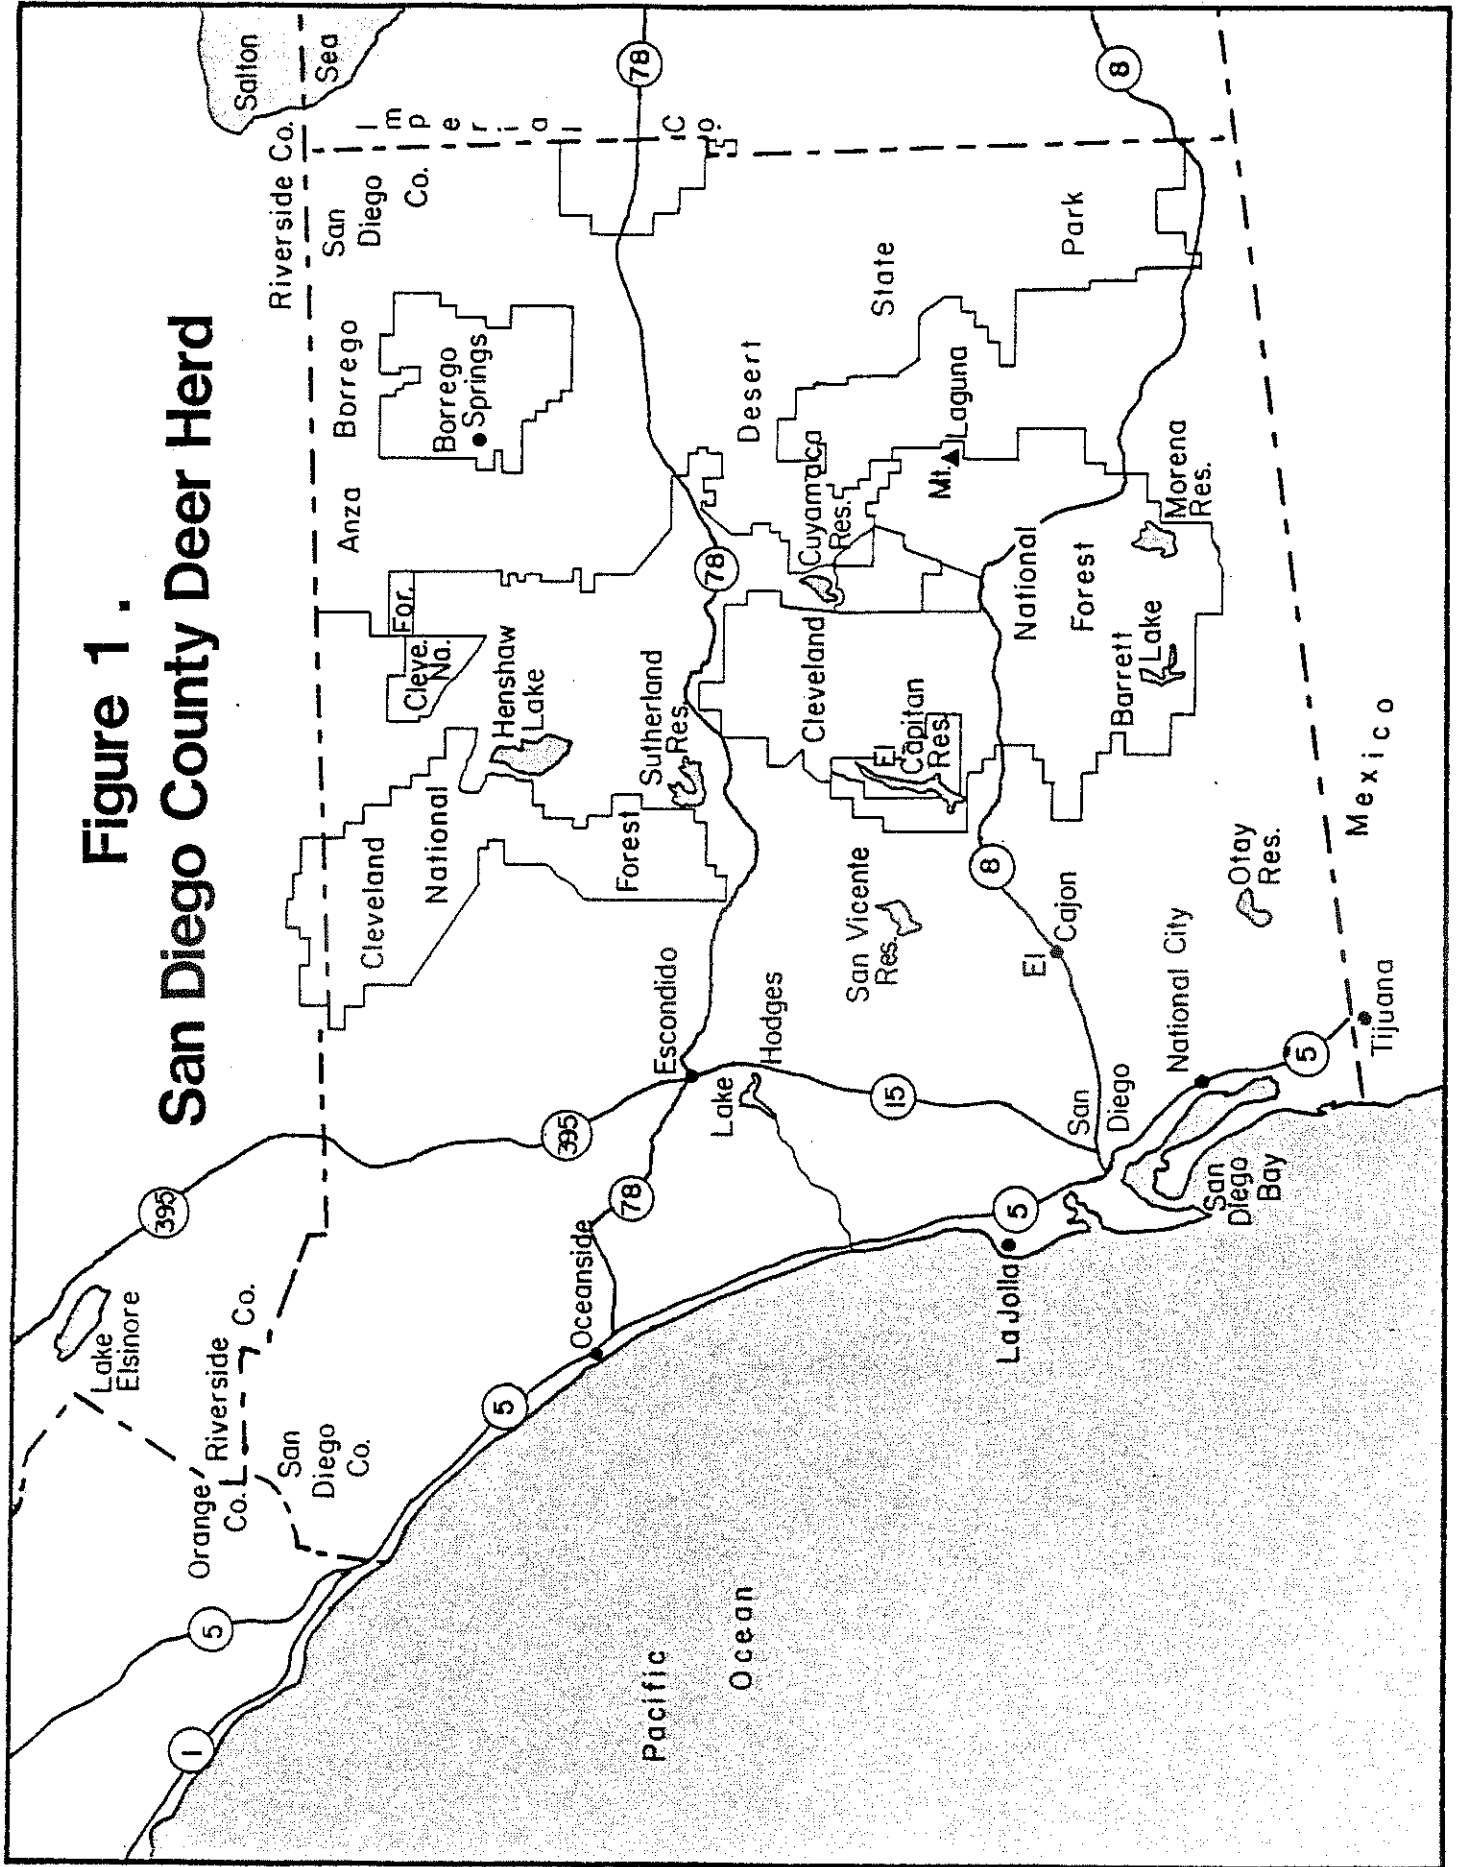 Figure 1 .
San Diego County Deer Herd
1
5
Orange
Co.
Riverside
Co.
San
Diego
Co.
Lake
Elsinore
395
Riverside Co.
San
Diego
Co.
Salton
Sea
Imperial Co.
Cleveland
National
Forest
Cleve.
Na.
For.
Anza
Borrego
Desert
State
Park
Borrego
Springs
Henshaw
Lake
Sutherland
Res.
5
395
Oceanside
78
Escondido
78
78
Lake
Hodges
San Vicente
Res.
15
Cleveland
National
Forest
El
Capitan
Res.
Cuyamaca
Res.
Mt.
Laguna
Pacific
Ocean
La Jolla
5
San
Diego
El
Cajon
8
8
Barrett
Lake
Morena
Res.
San
Diego
Bay
National City
Otay
Res.
5
Tijuana
Mexico